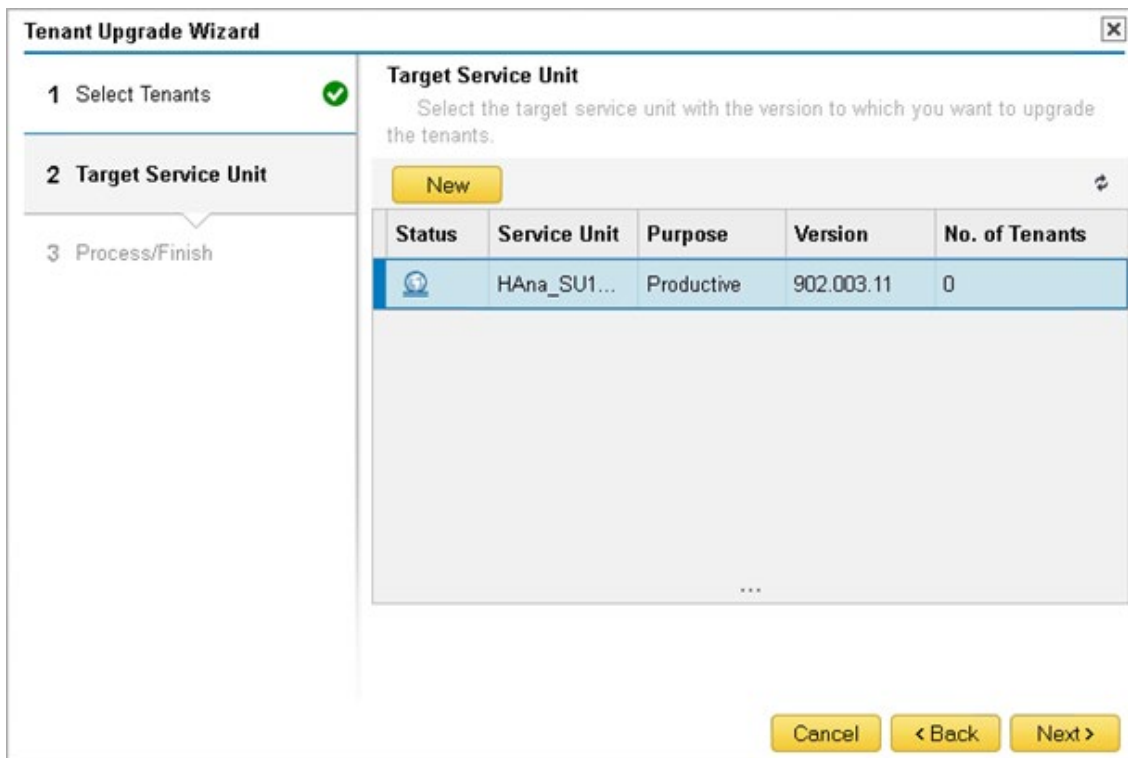 Tenant Upgrade Wizard
1 Select Tenants
2 Target Service Unit
3 Process/Finish
Target Service Unit
Select the target service unit with the version to which you want to upgrade
the tenants.
New
Status Service Unit Purpose Version No. of Tenants
HAna_SU1... Productive 902.003.11 0
...
Cancel < Back Next >